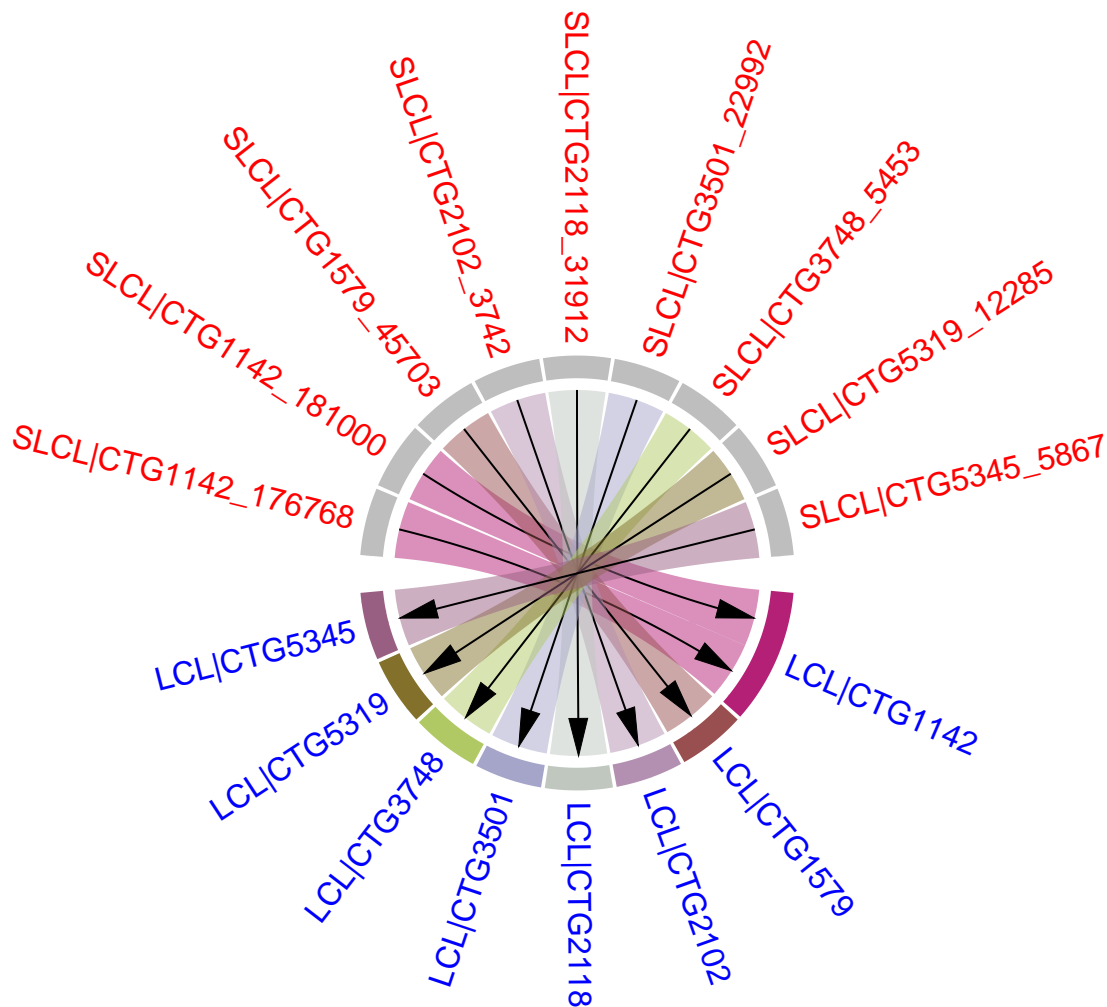 SLCL|CTG1142_176768
SLCL|CTG1142_181000
SLCL|CTG1579_45703
SLCL|CTG2102_3742
SLCL|CTG2118_31912
SLCL|CTG3501_22992
SLCL|CTG3748_5453
SLCL|CTG5319_12285
SLCL|CTG5345_5867
LCL|CTG1142
LCL|CTG1579
LCL|CTG2102
LCL|CTG2118
LCL|CTG3501
LCL|CTG3748
LCL|CTG5319
LCL|CTG5345